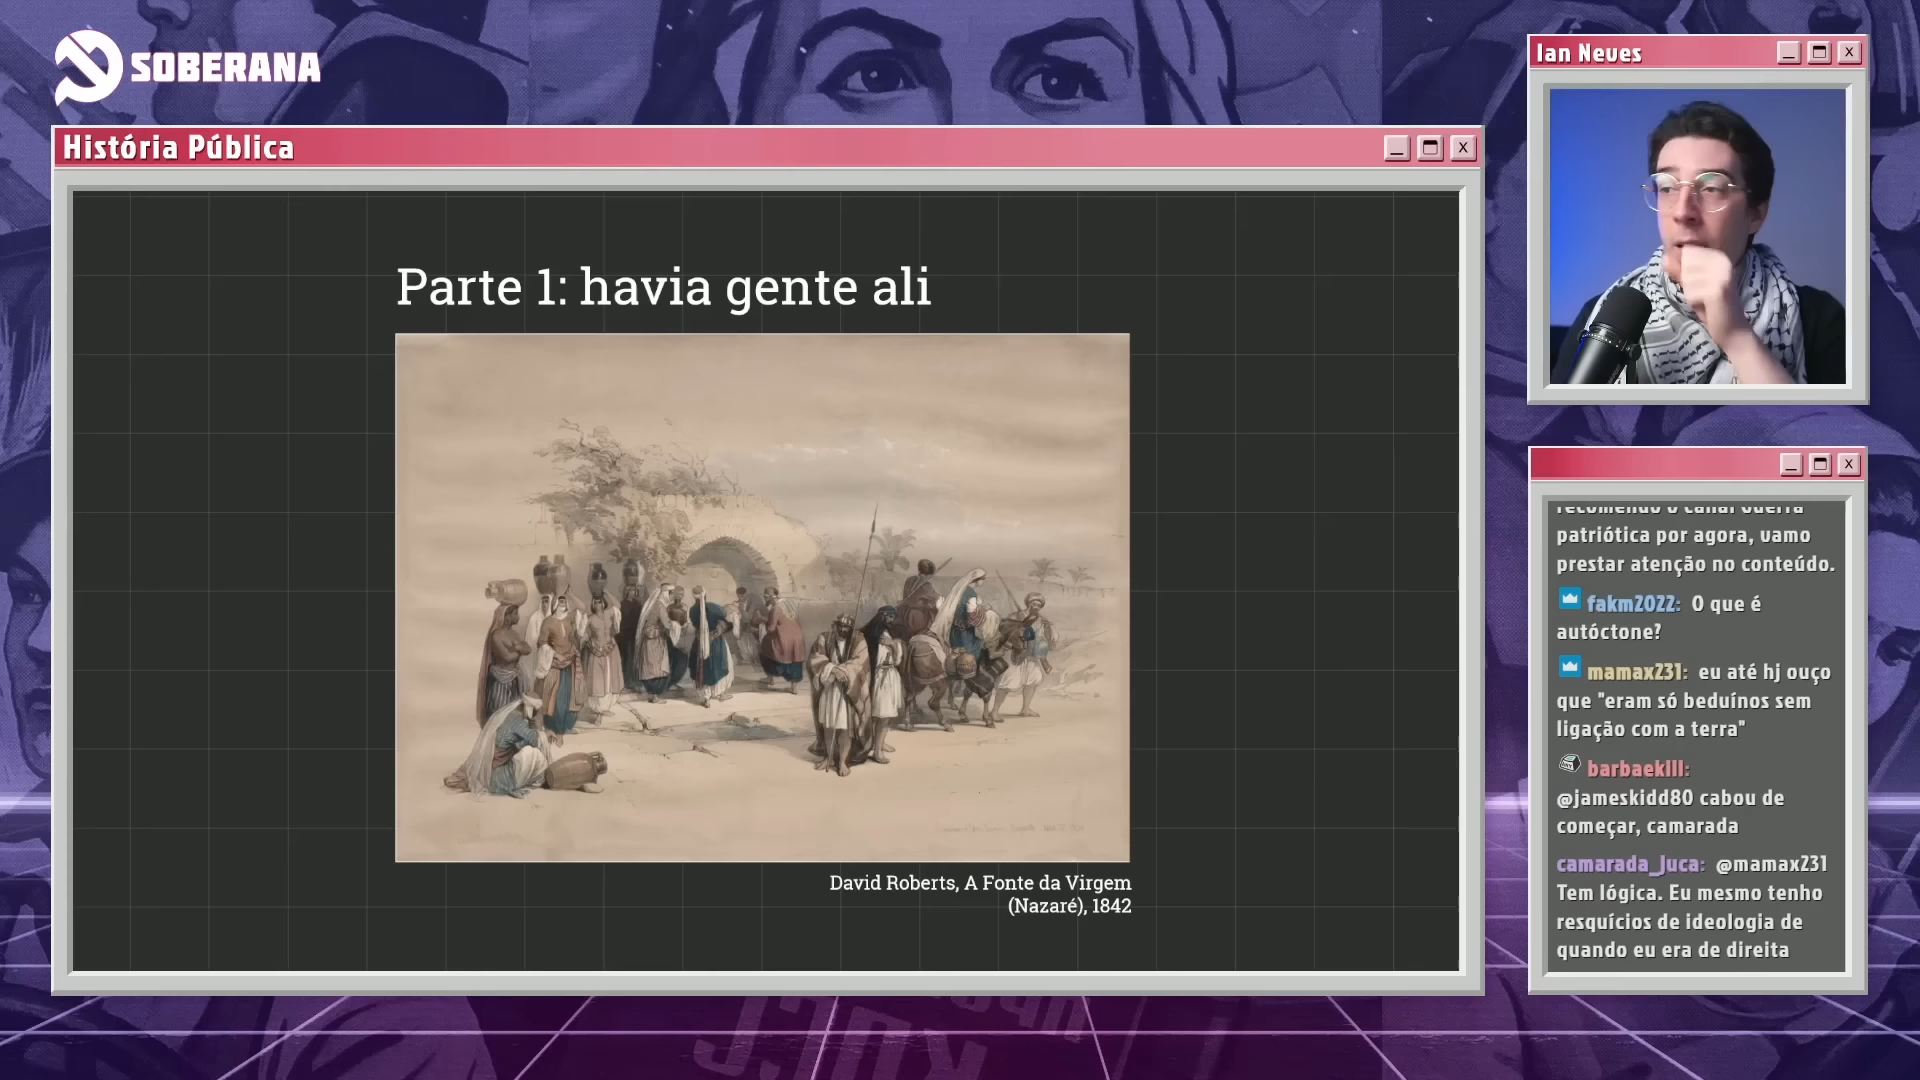 SOBERANA
História Pública
Parte 1: havia gente ali
David Roberts, A Fonte da Virgem
(Nazaré), 1842
Ian Neves
recomendo o canal Guerra
patriótica por agora, vamo
prestar atenção no conteúdo.
fakm2022: O que é
autóctone?
mamax231: eu até hj ouço
que "eram só beduínos sem
ligação com a terra"
barbaekill:
@jameskidd80 cabou de
começar, camarada
camarada_Juca: @mamax231
Tem lógica. Eu mesmo tenho
resquícios de ideologia de
quando eu era de direita